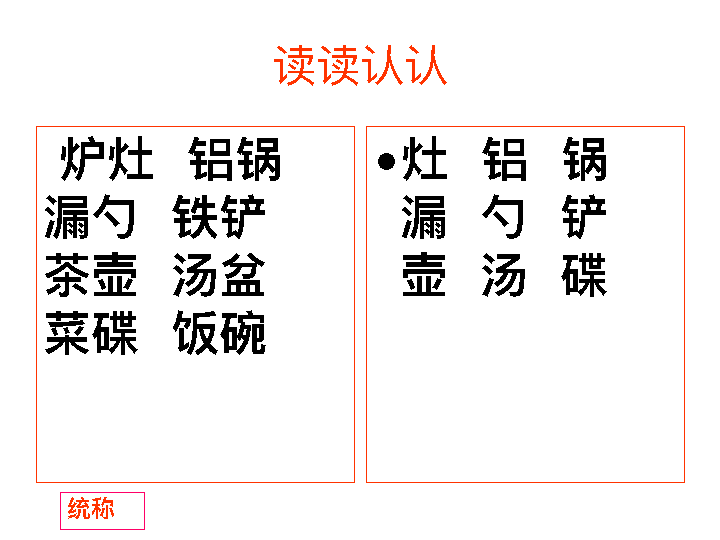 读读认认
炉灶 铝锅
漏勺 铁铲
茶壶 汤盆
菜碟 饭碗
•灶 铝 锅
漏 勺 铲
壶 汤 碟
统称